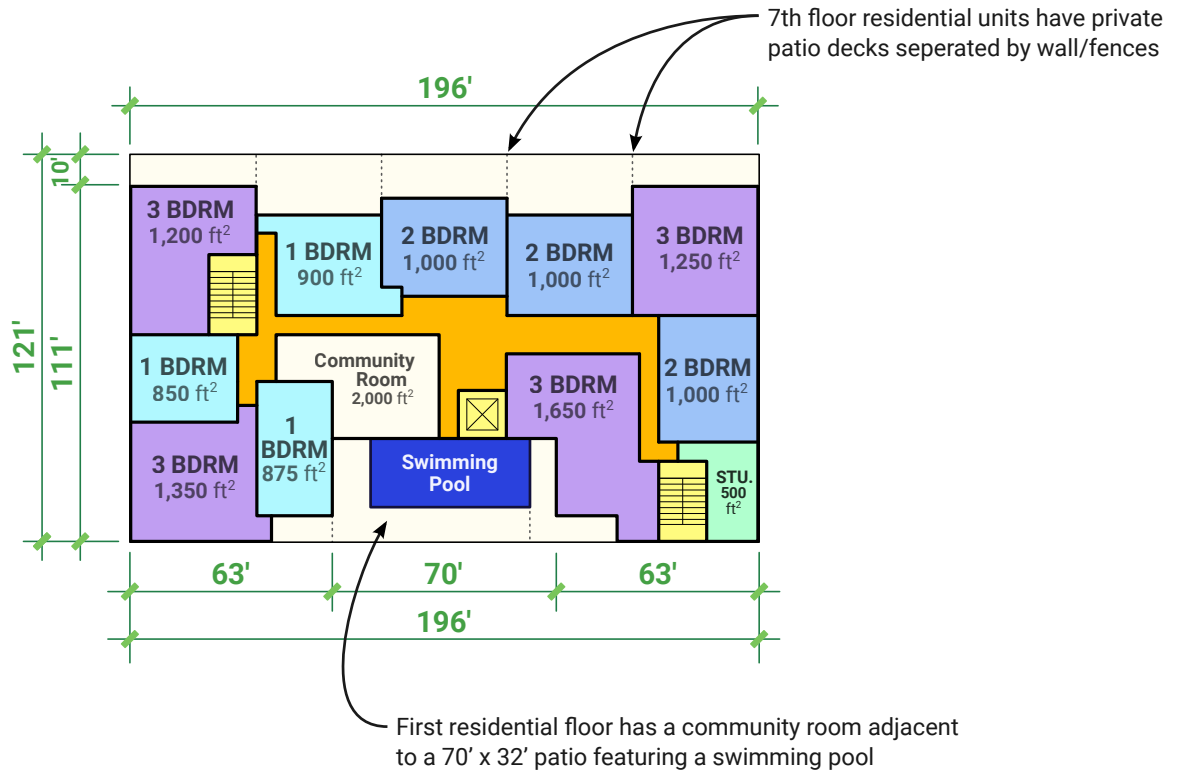 7th floor residential units have private
patio decks seperated by wall/fences
196'
10'
121'
111'
3 BDRM
1,200 ft²
1 BDRM
900 ft²
2 BDRM
1,000 ft²
2 BDRM
1,000 ft²
3 BDRM
1,250 ft²
1 BDRM
850 ft²
Community
Room
2,000 ft²
3 BDRM
1,650 ft²
2 BDRM
1,000 ft²
3 BDRM
1,350 ft²
1
BDRM
875 ft²
Swimming
Pool
STU.
500
ft²
63'
70'
63'
196'
First residential floor has a community room adjacent
to a 70’ x 32’ patio featuring a swimming pool